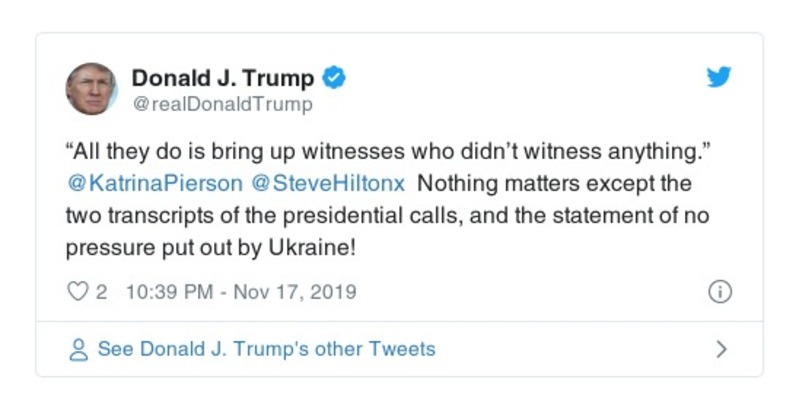 Donald J. Trump
@realDonaldTrump
“All they do is bring up witnesses who didn’t witness anything.”
@KatrinaPierson @SteveHiltonx Nothing matters except the
two transcripts of the presidential calls, and the statement of no
pressure put out by Ukraine!
2 10:39 PM - Nov 17, 2019
See Donald J. Trump's other Tweets